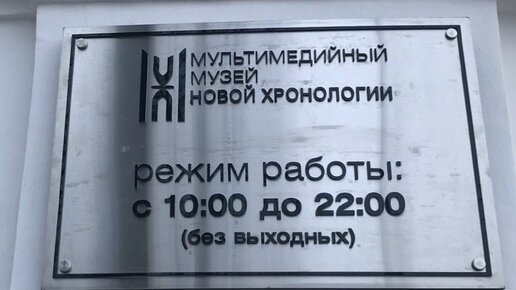 МУЛЬТИМЕДИЙНЫЙ
МУЗЕЙ
НОВОЙ ХРОНОЛОГИИ
режим работы:
с 10:00 до 22:00
(без выходных)